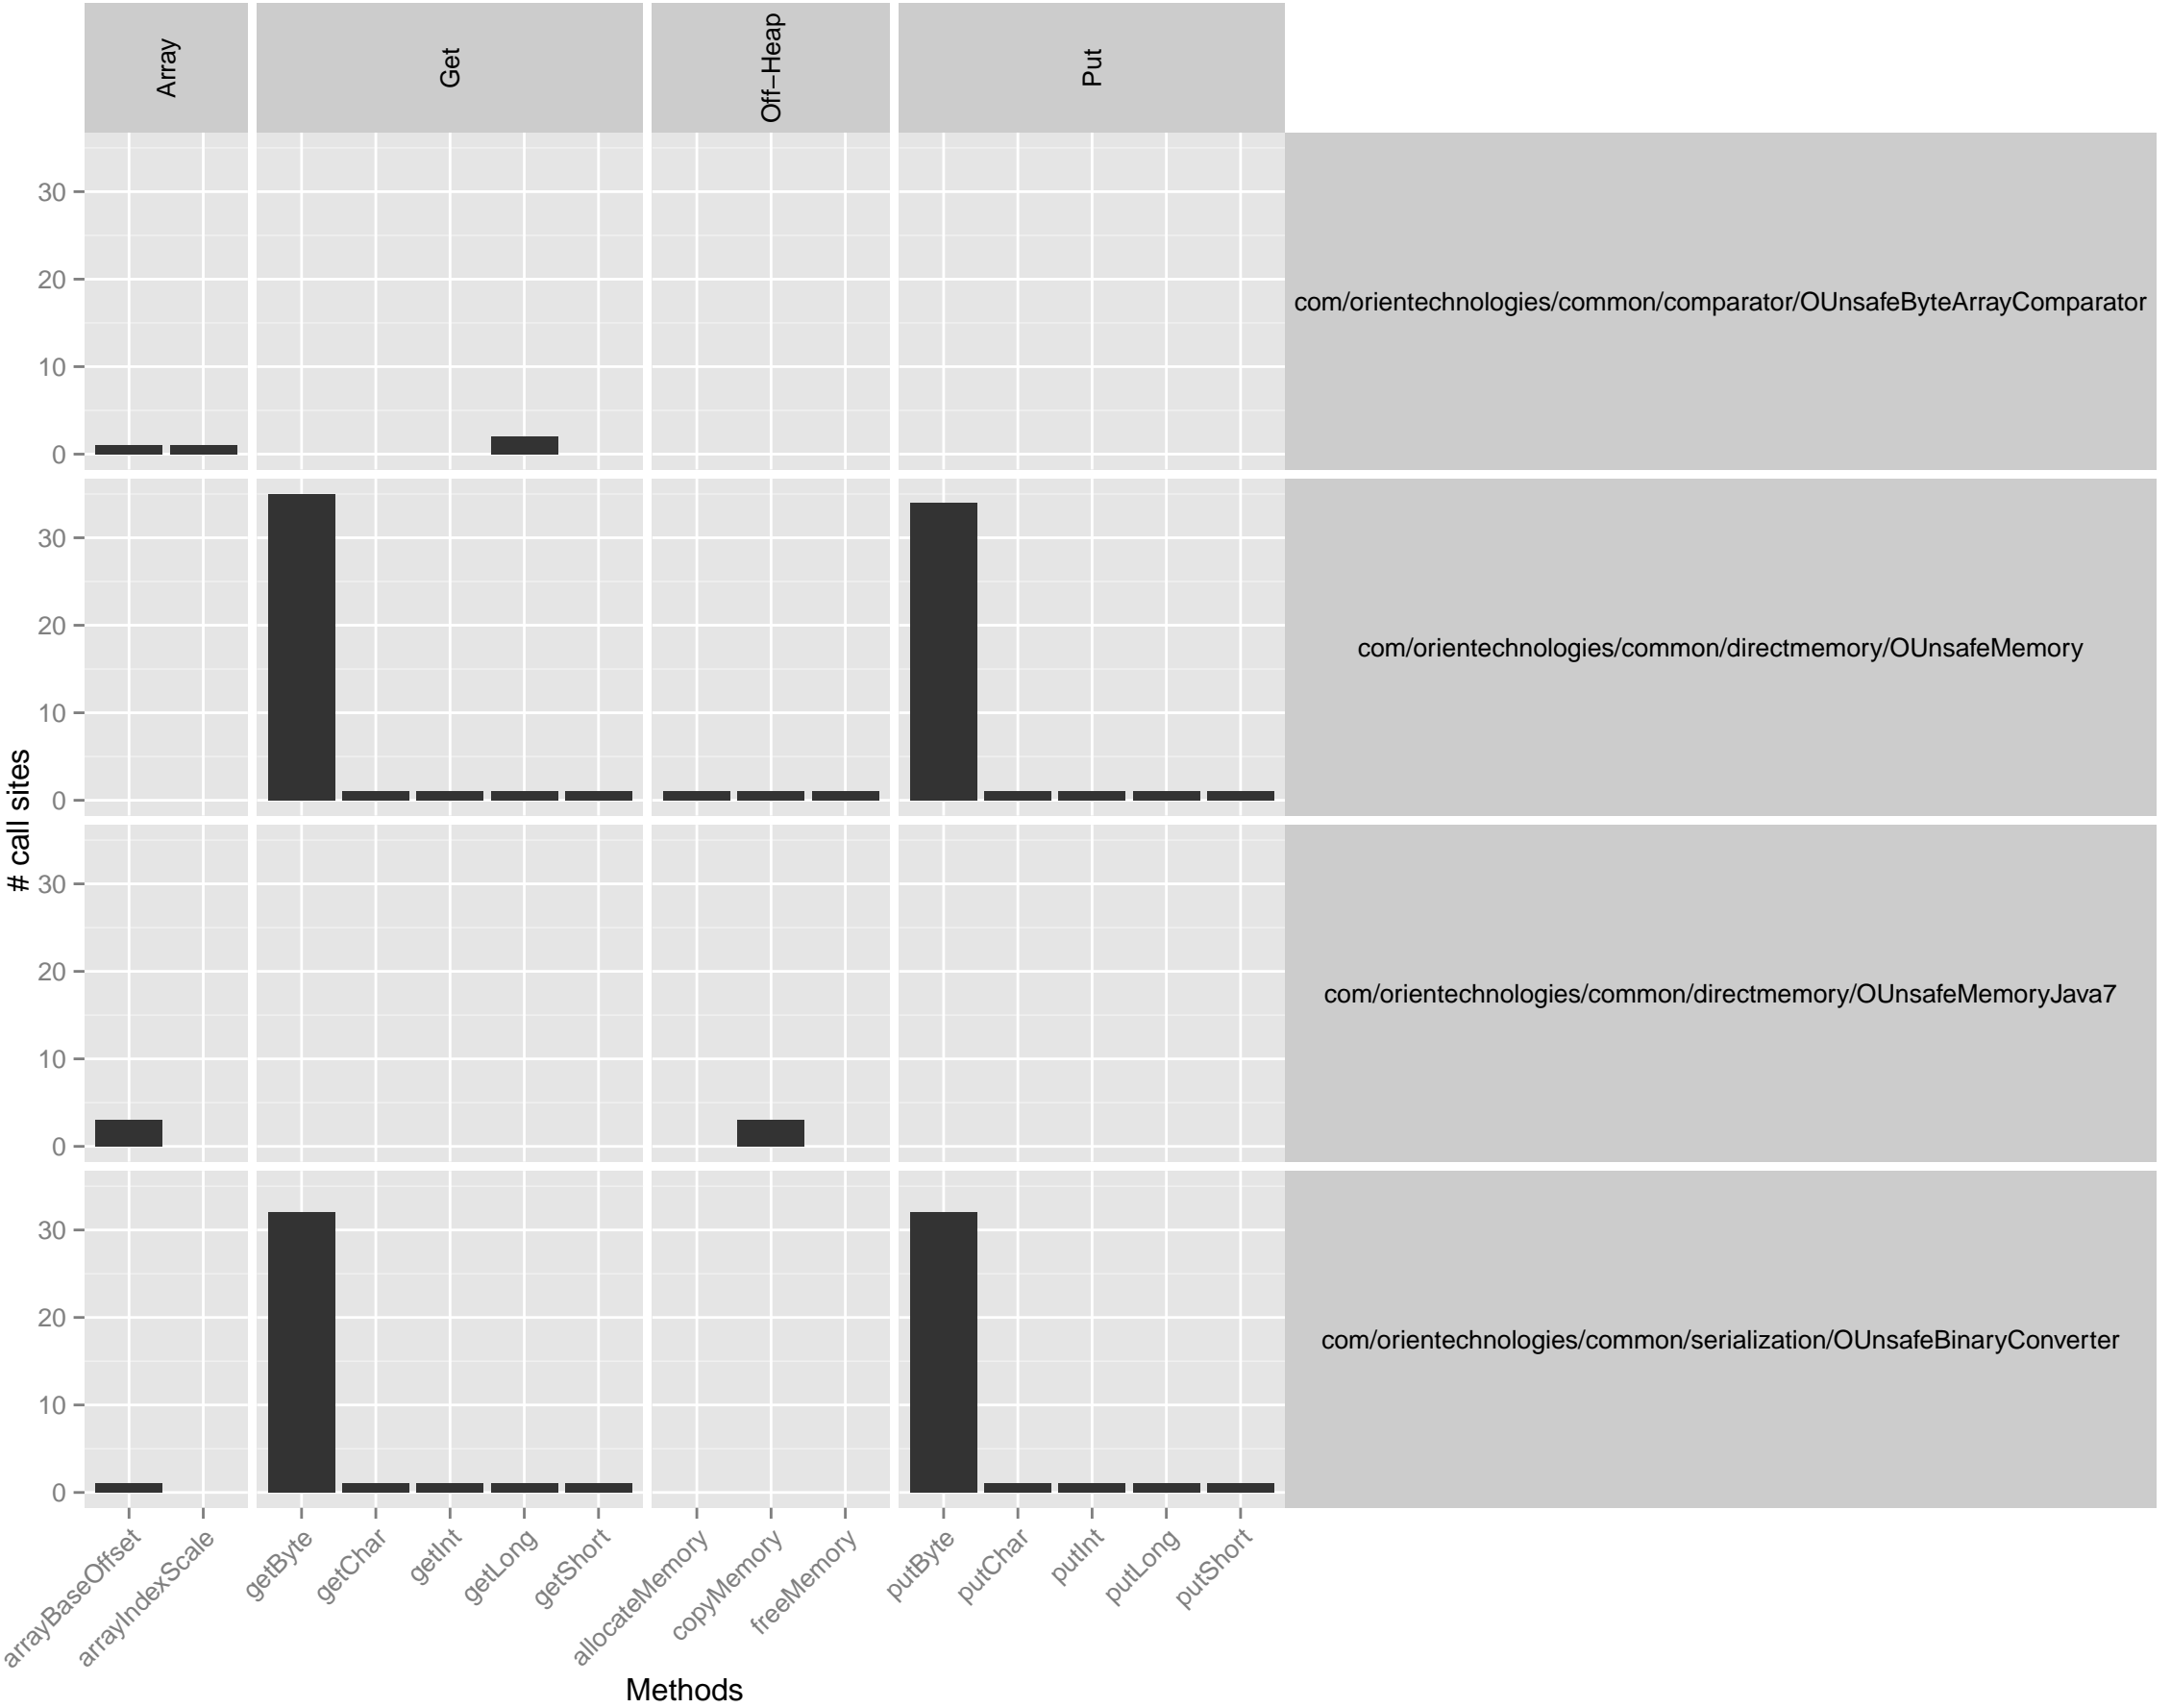 Array
Get
Off−Heap
Put
30
20
10
0
com/orientechnologies/common/comparator/OUnsafeByteArrayComparator
30
20
10
0
com/orientechnologies/common/directmemory/OUnsafeMemory
# call sites
30
20
10
0
com/orientechnologies/common/directmemory/OUnsafeMemoryJava7
30
20
10
0
com/orientechnologies/common/serialization/OUnsafeBinaryConverter
arrayBaseOffset
arrayIndexScale
getByte
getChar
getInt
getLong
getShort
allocateMemory
copyMemory
freeMemory
putByte
putChar
putInt
putLong
putShort
Methods